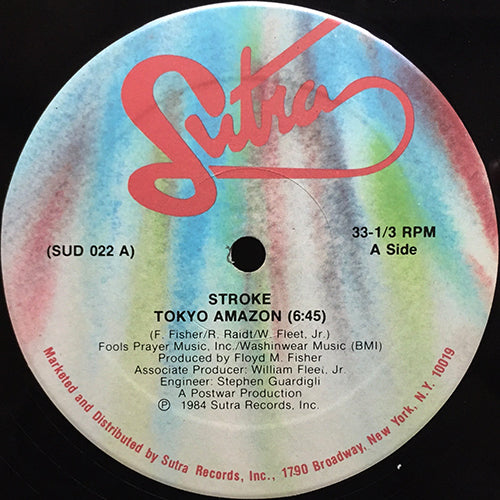 Sutra
(SUD 022 A)
33-1/3 RPM
A Side
STROKE
TOKYO AMAZON (6:45)
(F. Fisher/R. Raidt/W. Fleet, Jr.)
Fools Prayer Music, Inc./Washinwear Music (BMI)
Produced by Floyd M. Fisher
Associate Producer: William Fleet, Jr.
Engineer: Stephen Guardigli
A Postwar Production
℗ 1984 Sutra Records, Inc.
Marketed and Distributed by Sutra Records, Inc., 1790 Broadway, New York, N.Y. 10019